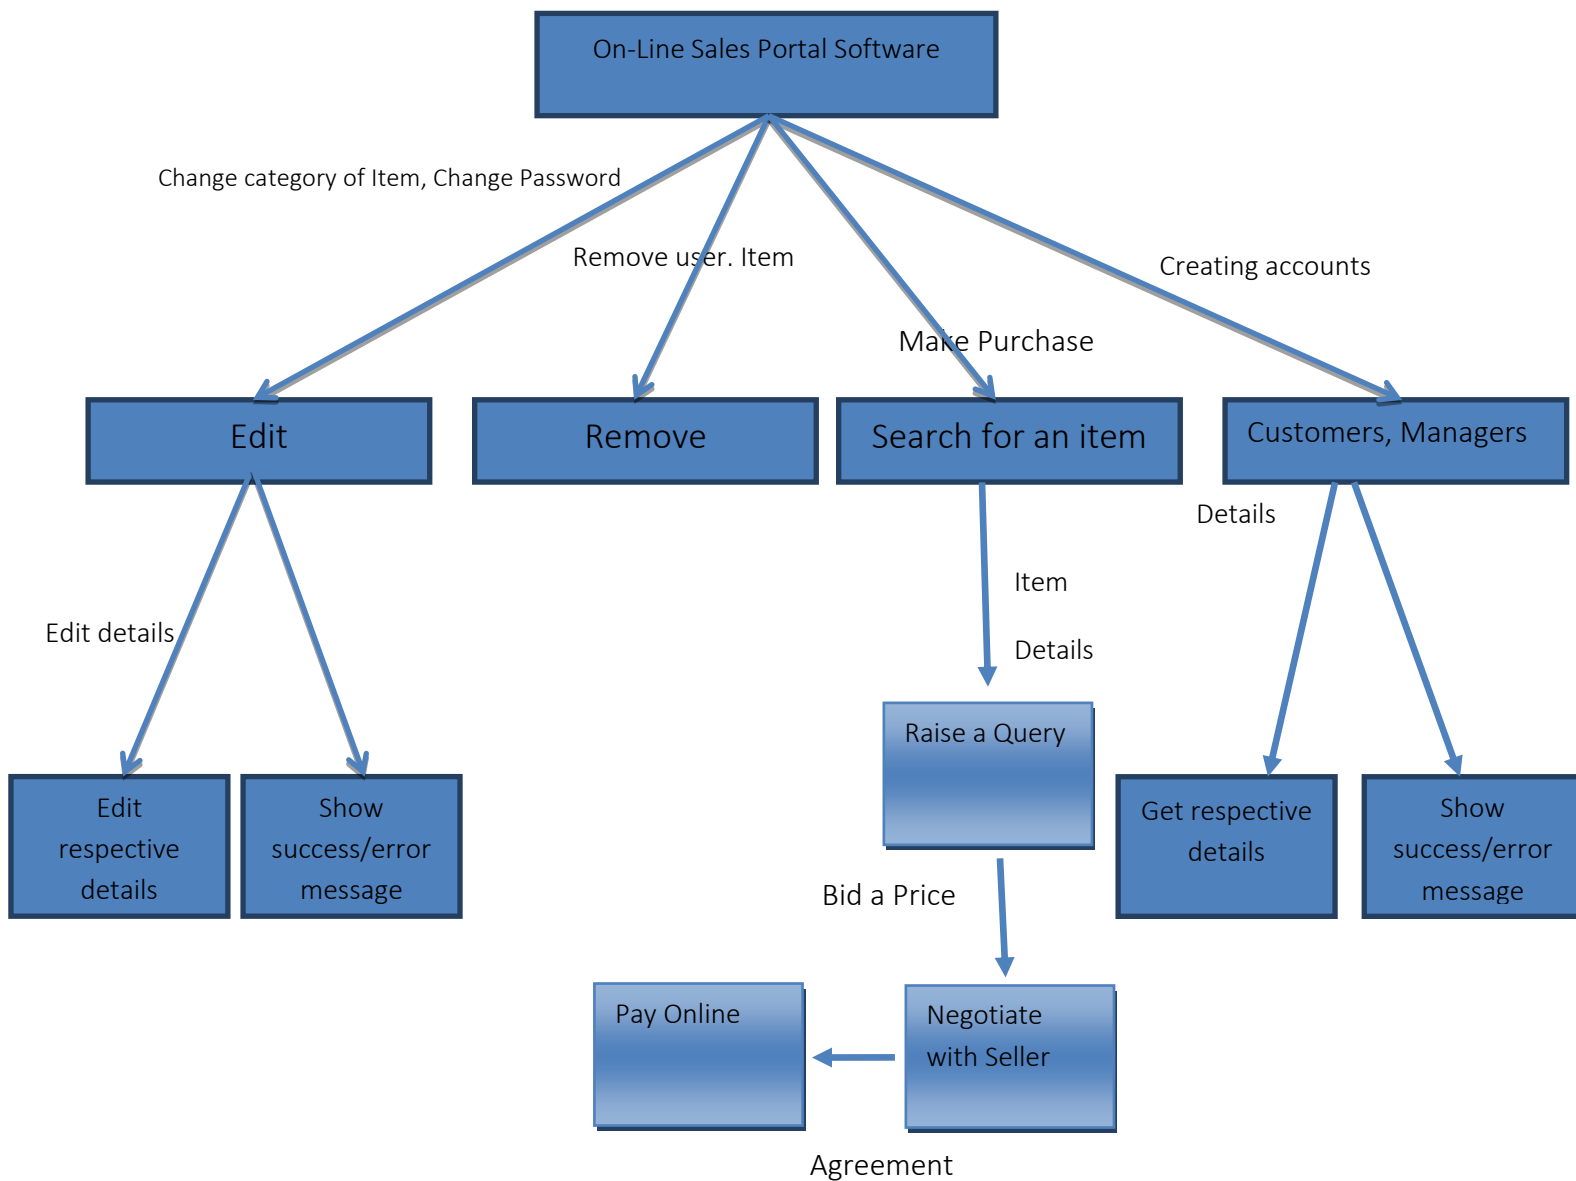 On-Line Sales Portal Software
Change category of Item, Change Password
Remove user. Item
Creating accounts
Make Purchase
Edit
Remove
Search for an item
Customers, Managers
Details
Item
Details
Edit details
Raise a Query
Edit
respective
details
Show
success/error
message
Get respective
details
Show
success/error
message
Bid a Price
Pay Online
Negotiate
with Seller
Agreement